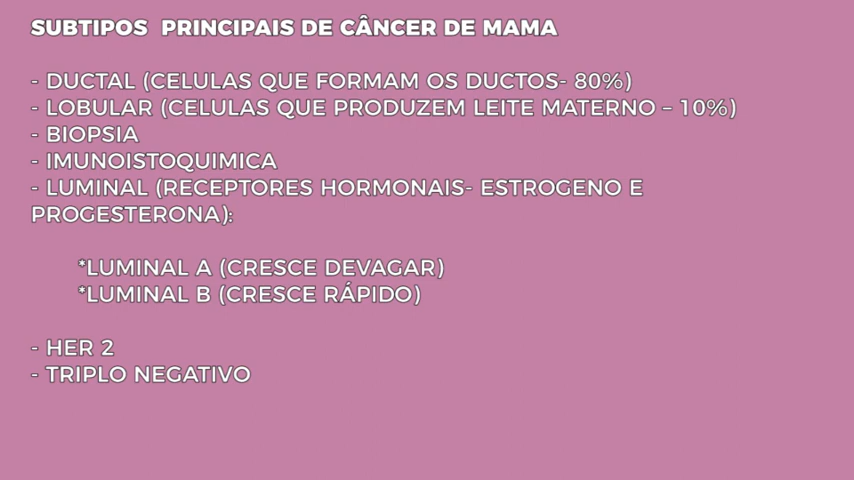 SUBTIPOS PRINCIPAIS DE CÂNCER DE MAMA
- DUCTAL (CELULAS QUE FORMAM OS DUCTOS- 80%)
- LOBULAR (CELULAS QUE PRODUZEM LEITE MATERNO – 10%)
- BIOPSIA
- IMUNOISTOQUIMICA
- LUMINAL (RECEPTORES HORMONAIS- ESTROGENO E
PROGESTERONA):
*LUMINAL A (CRESCE DEVAGAR)
*LUMINAL B (CRESCE RÁPIDO)
- HER 2
- TRIPLO NEGATIVO